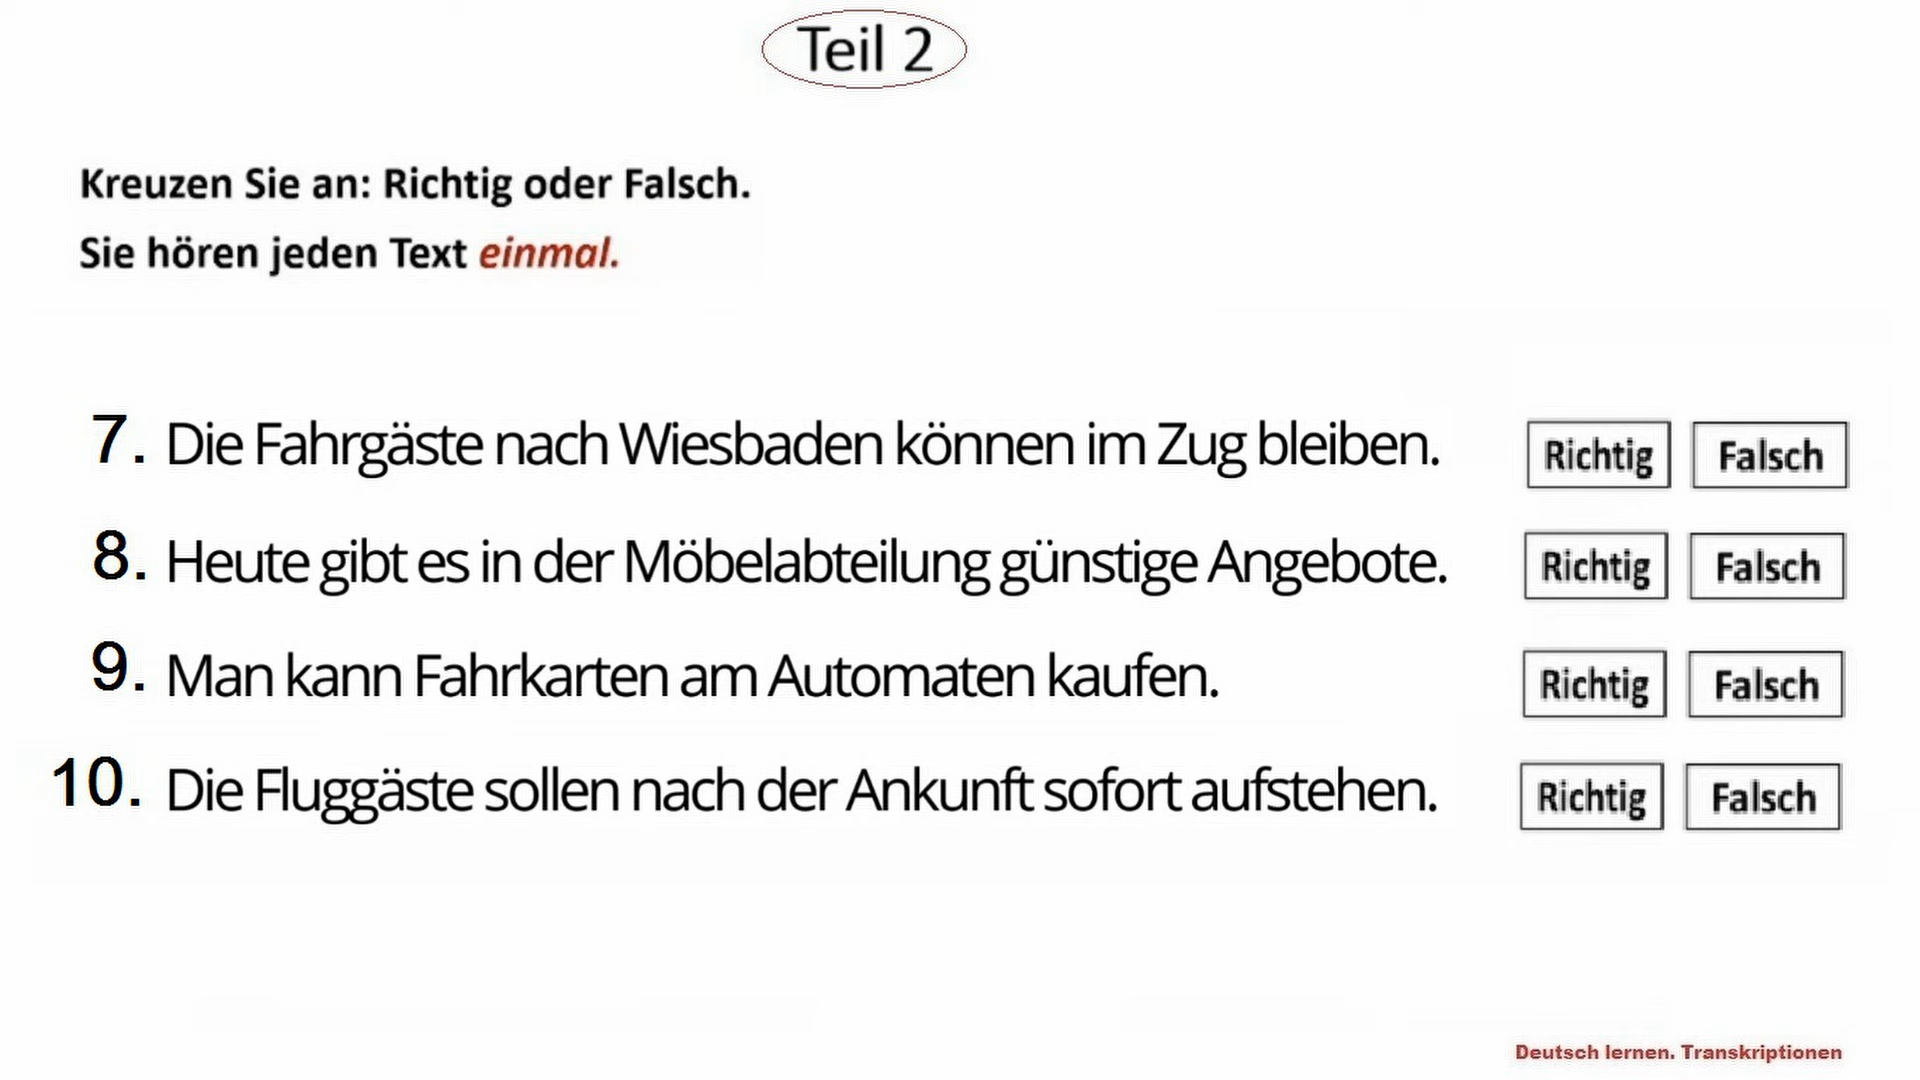 Teil 2
Kreuzen Sie an: Richtig oder Falsch.
Sie hören jeden Text einmal.
7. Die Fahrgäste nach Wiesbaden können im Zug bleiben. Richtig Falsch
8. Heute gibt es in der Möbelabteilung günstige Angebote. Richtig Falsch
9. Man kann Fahrkarten am Automaten kaufen. Richtig Falsch
10. Die Fluggäste sollen nach der Ankunft sofort aufstehen. Richtig Falsch
Deutsch lernen. Transkriptionen